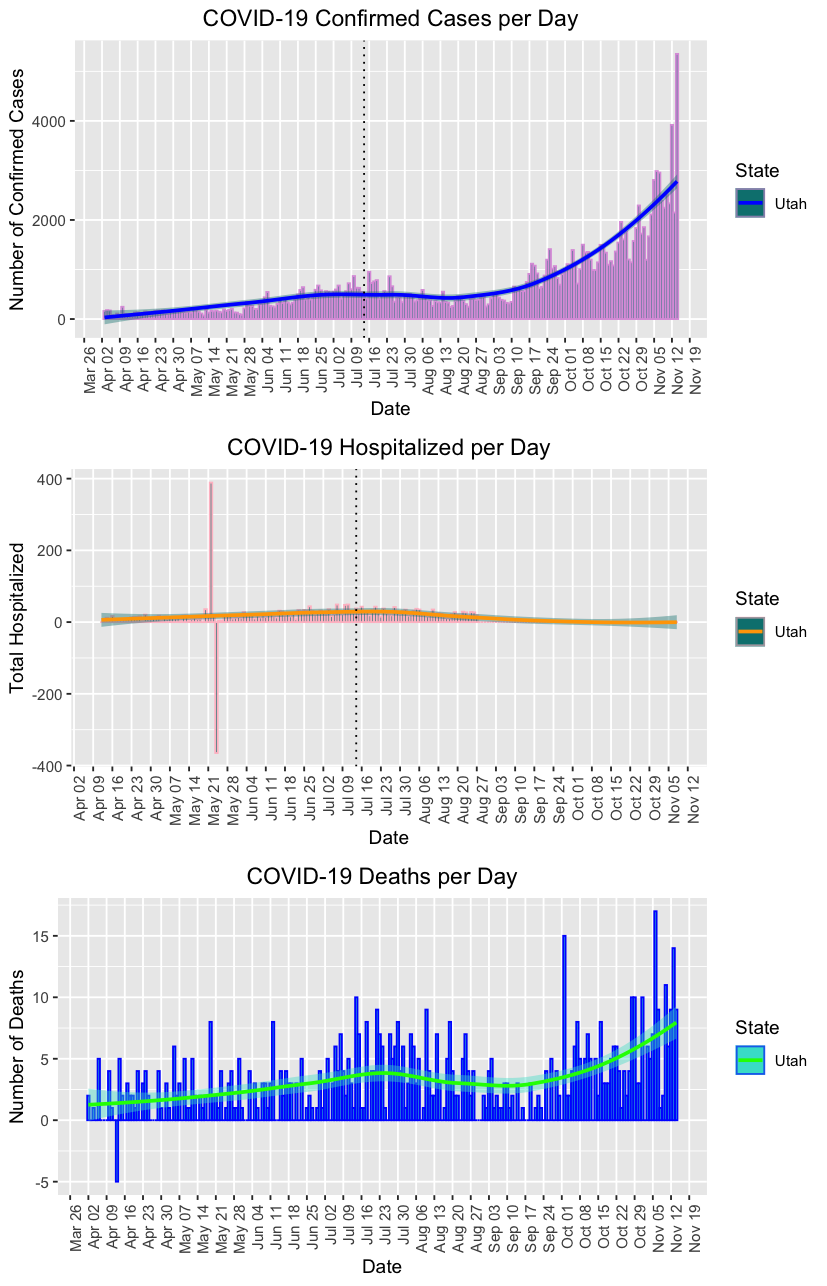 COVID-19 Confirmed Cases per Day
Number of Confirmed Cases
4000
2000
0
Mar 26
Apr 02
Apr 09
Apr 16
Apr 23
Apr 30
May 07
May 14
May 21
May 28
Jun 04
Jun 11
Jun 18
Jun 25
Jul 02
Jul 09
Jul 16
Jul 23
Jul 30
Aug 06
Aug 13
Aug 20
Aug 27
Sep 03
Sep 10
Sep 17
Sep 24
Oct 01
Oct 08
Oct 15
Oct 22
Oct 29
Nov 05
Nov 12
Nov 19
Date
State
Utah
COVID-19 Hospitalized per Day
Total Hospitalized
400
200
0
-200
-400
Apr 02
Apr 09
Apr 16
Apr 23
Apr 30
May 07
May 14
May 21
May 28
Jun 04
Jun 11
Jun 18
Jun 25
Jul 02
Jul 09
Jul 16
Jul 23
Jul 30
Aug 06
Aug 13
Aug 20
Aug 27
Sep 03
Sep 10
Sep 17
Sep 24
Oct 01
Oct 08
Oct 15
Oct 22
Oct 29
Nov 05
Nov 12
Date
State
Utah
COVID-19 Deaths per Day
Number of Deaths
15
10
5
0
-5
Mar 26
Apr 02
Apr 09
Apr 16
Apr 23
Apr 30
May 07
May 14
May 21
May 28
Jun 04
Jun 11
Jun 18
Jun 25
Jul 02
Jul 09
Jul 16
Jul 23
Jul 30
Aug 06
Aug 13
Aug 20
Aug 27
Sep 03
Sep 10
Sep 17
Sep 24
Oct 01
Oct 08
Oct 15
Oct 22
Oct 29
Nov 05
Nov 12
Nov 19
Date
State
Utah